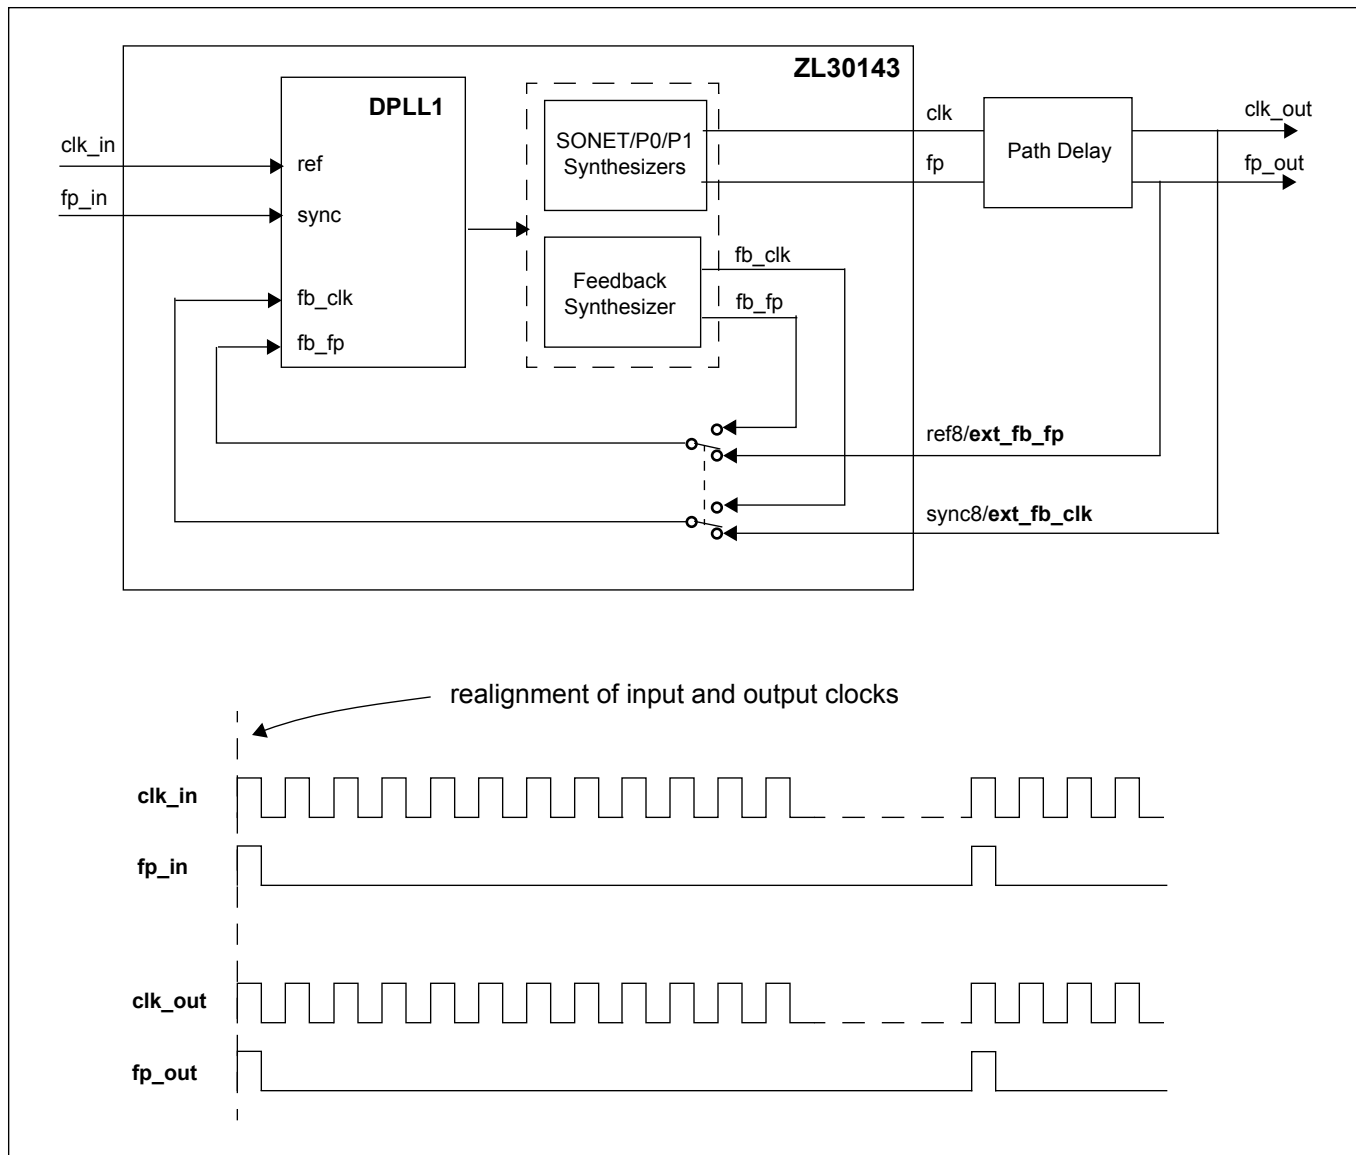 ZL30143
DPLL1
clk_in
ref
fp_in
sync
fb_clk
fb_fp
SONET/P0/P1
Synthesizers
Feedback
Synthesizer
clk
fp
Path Delay
clk_out
fp_out
fb_clk
fb_fp
ref8/ext_fb_fp
sync8/ext_fb_clk
realignment of input and output clocks
clk_in
fp_in
clk_out
fp_out